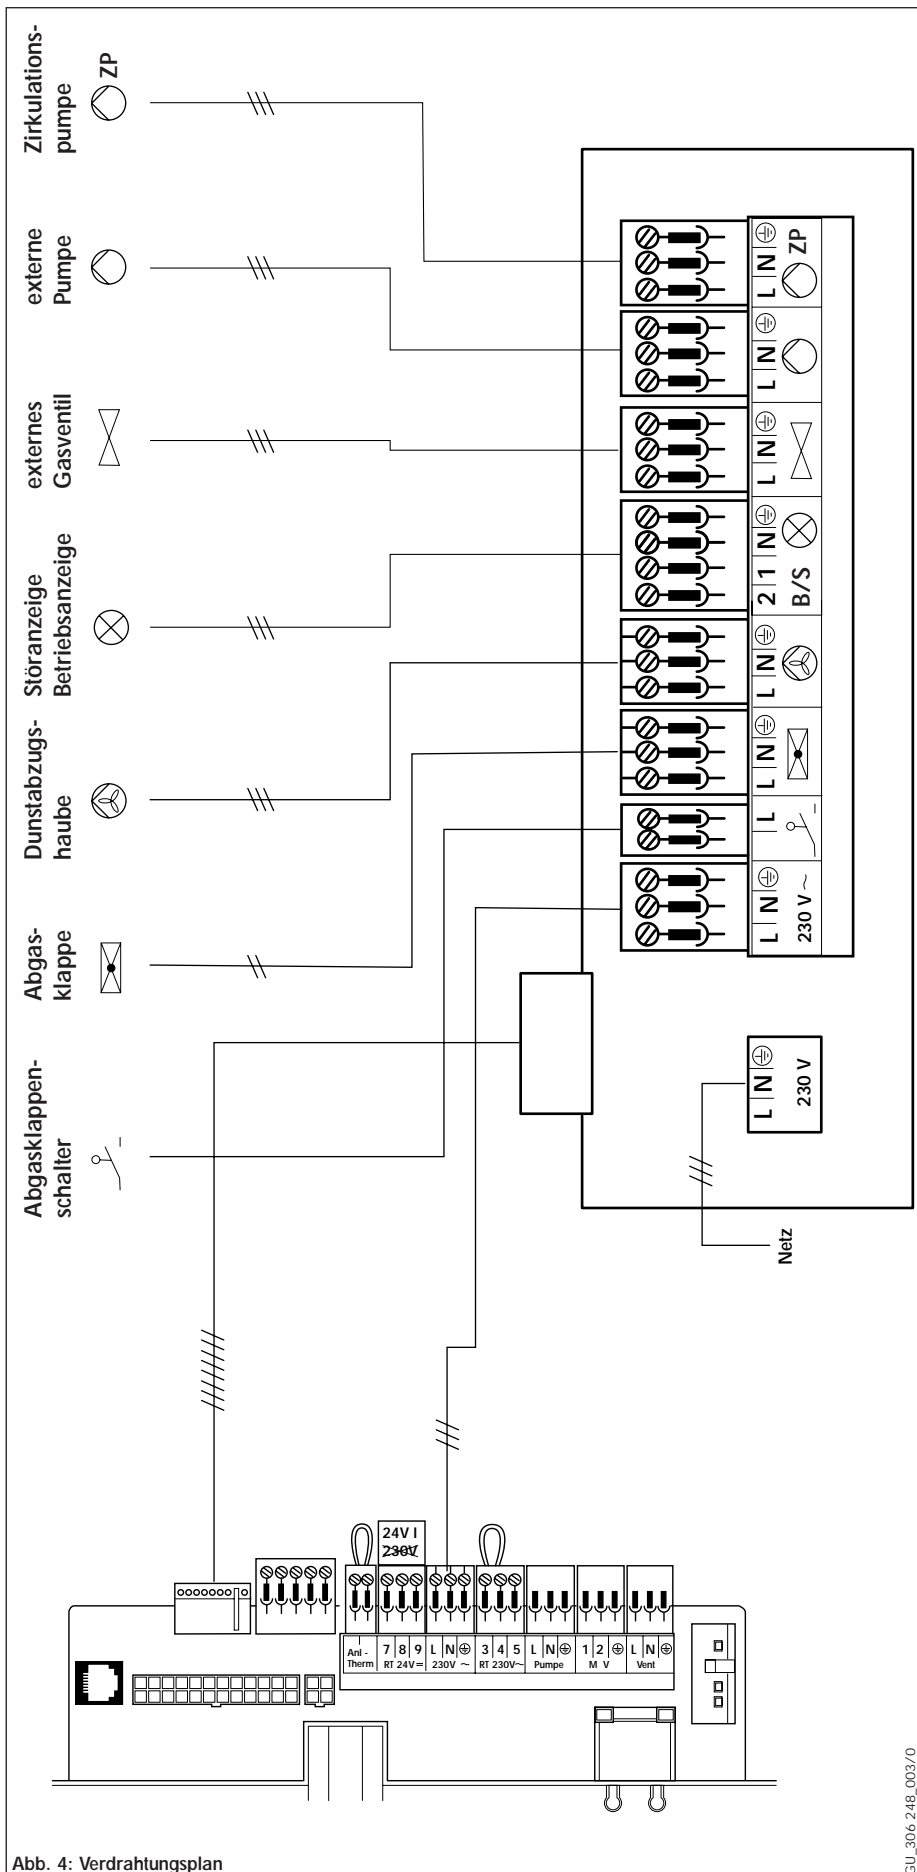 Zirkulations-
pumpe
ZP
externe
Pumpe
externes
Gasventil
Störanzeige
Betriebsanzeige
Dunstabzugs-
haube
Abgas-
klappe
Abgasklappen-
schalter
L N ZP
L N
L N
2 1 N
B/S
L N
L N
L
L N
230 V ~
L N
230 V
Netz
24V I
230V
Anl -
Therm
7 8 9
RT 24V=
L N
230V ~
3 4 5
RT 230V~
L N
Pumpe
1 2
M V
L N
Vent
GU_306 248_003/0
Abb. 4: Verdrahtungsplan